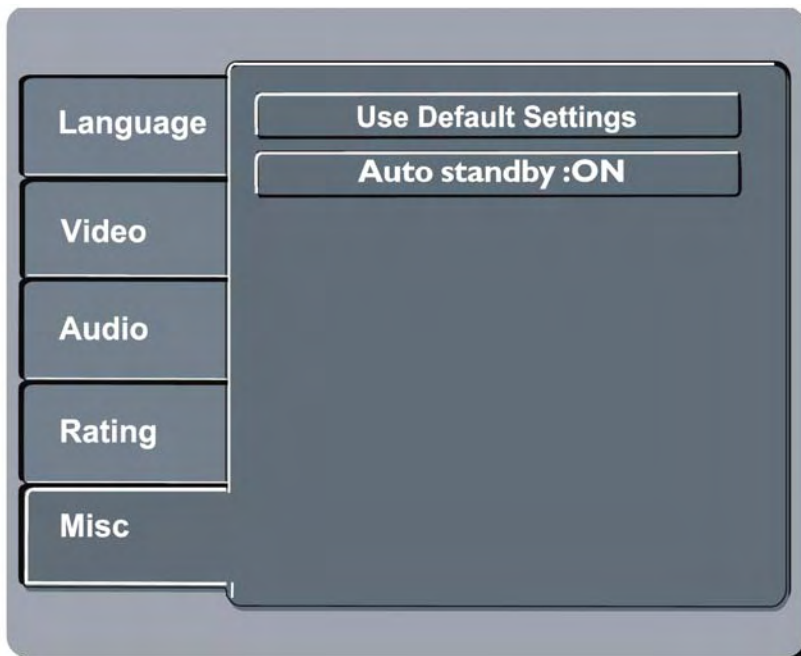 Language
Video
Audio
Rating
Misc
Use Default Settings
Auto standby :ON